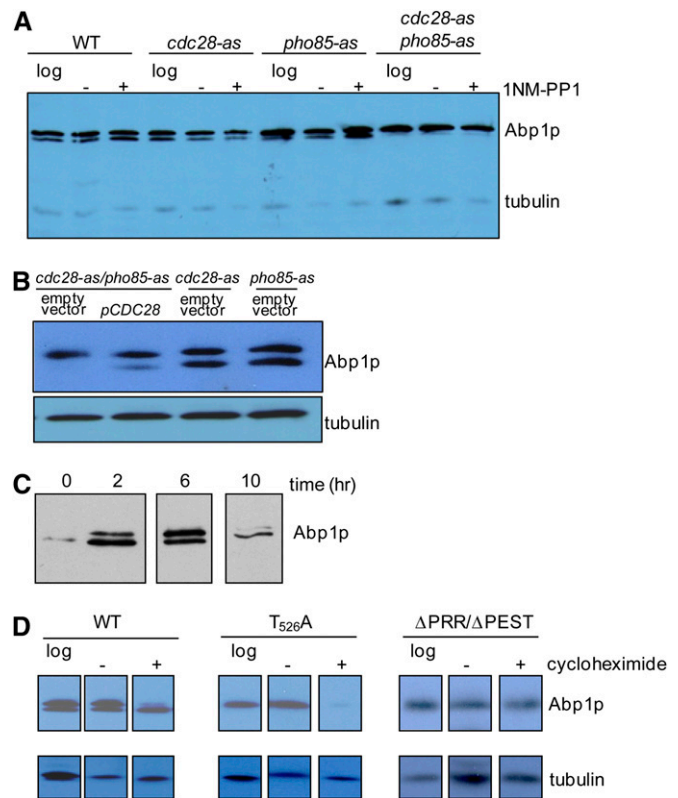 A
WT cdc28-as pho85-as cdc28-as
pho85-as
log log log log
- + - + - + - + 1NM-PP1
Abp1p
tubulin
B
cdc28-as/pho85-as cdc28-as pho85-as
empty vector pCDC28 empty vector empty vector
Abp1p
tubulin
C
0 2 6 10 time (hr)
Abp1p
D
WT T526A ΔPRR/ΔPEST
log log log
- + - + - + cycloheximide
Abp1p
tubulin